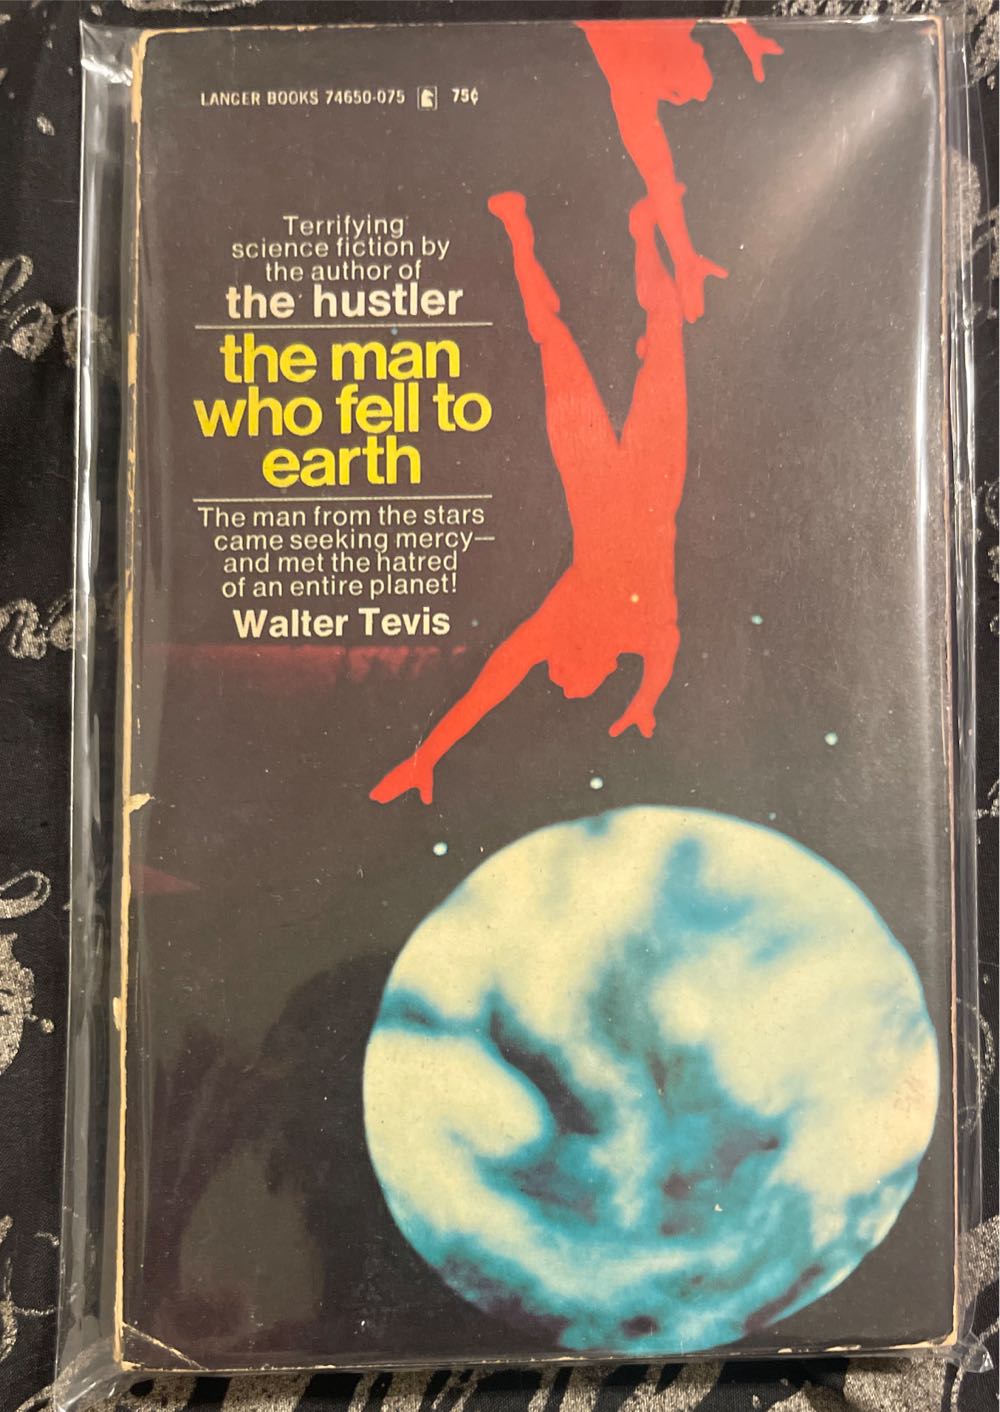 LANCER BOOKS 74650-075 75¢
Terrifying
science fiction by
the author of
the hustler
the man
who fell to
earth
The man from the stars
came seeking mercy—
and met the hatred
of an entire planet!
Walter Tevis